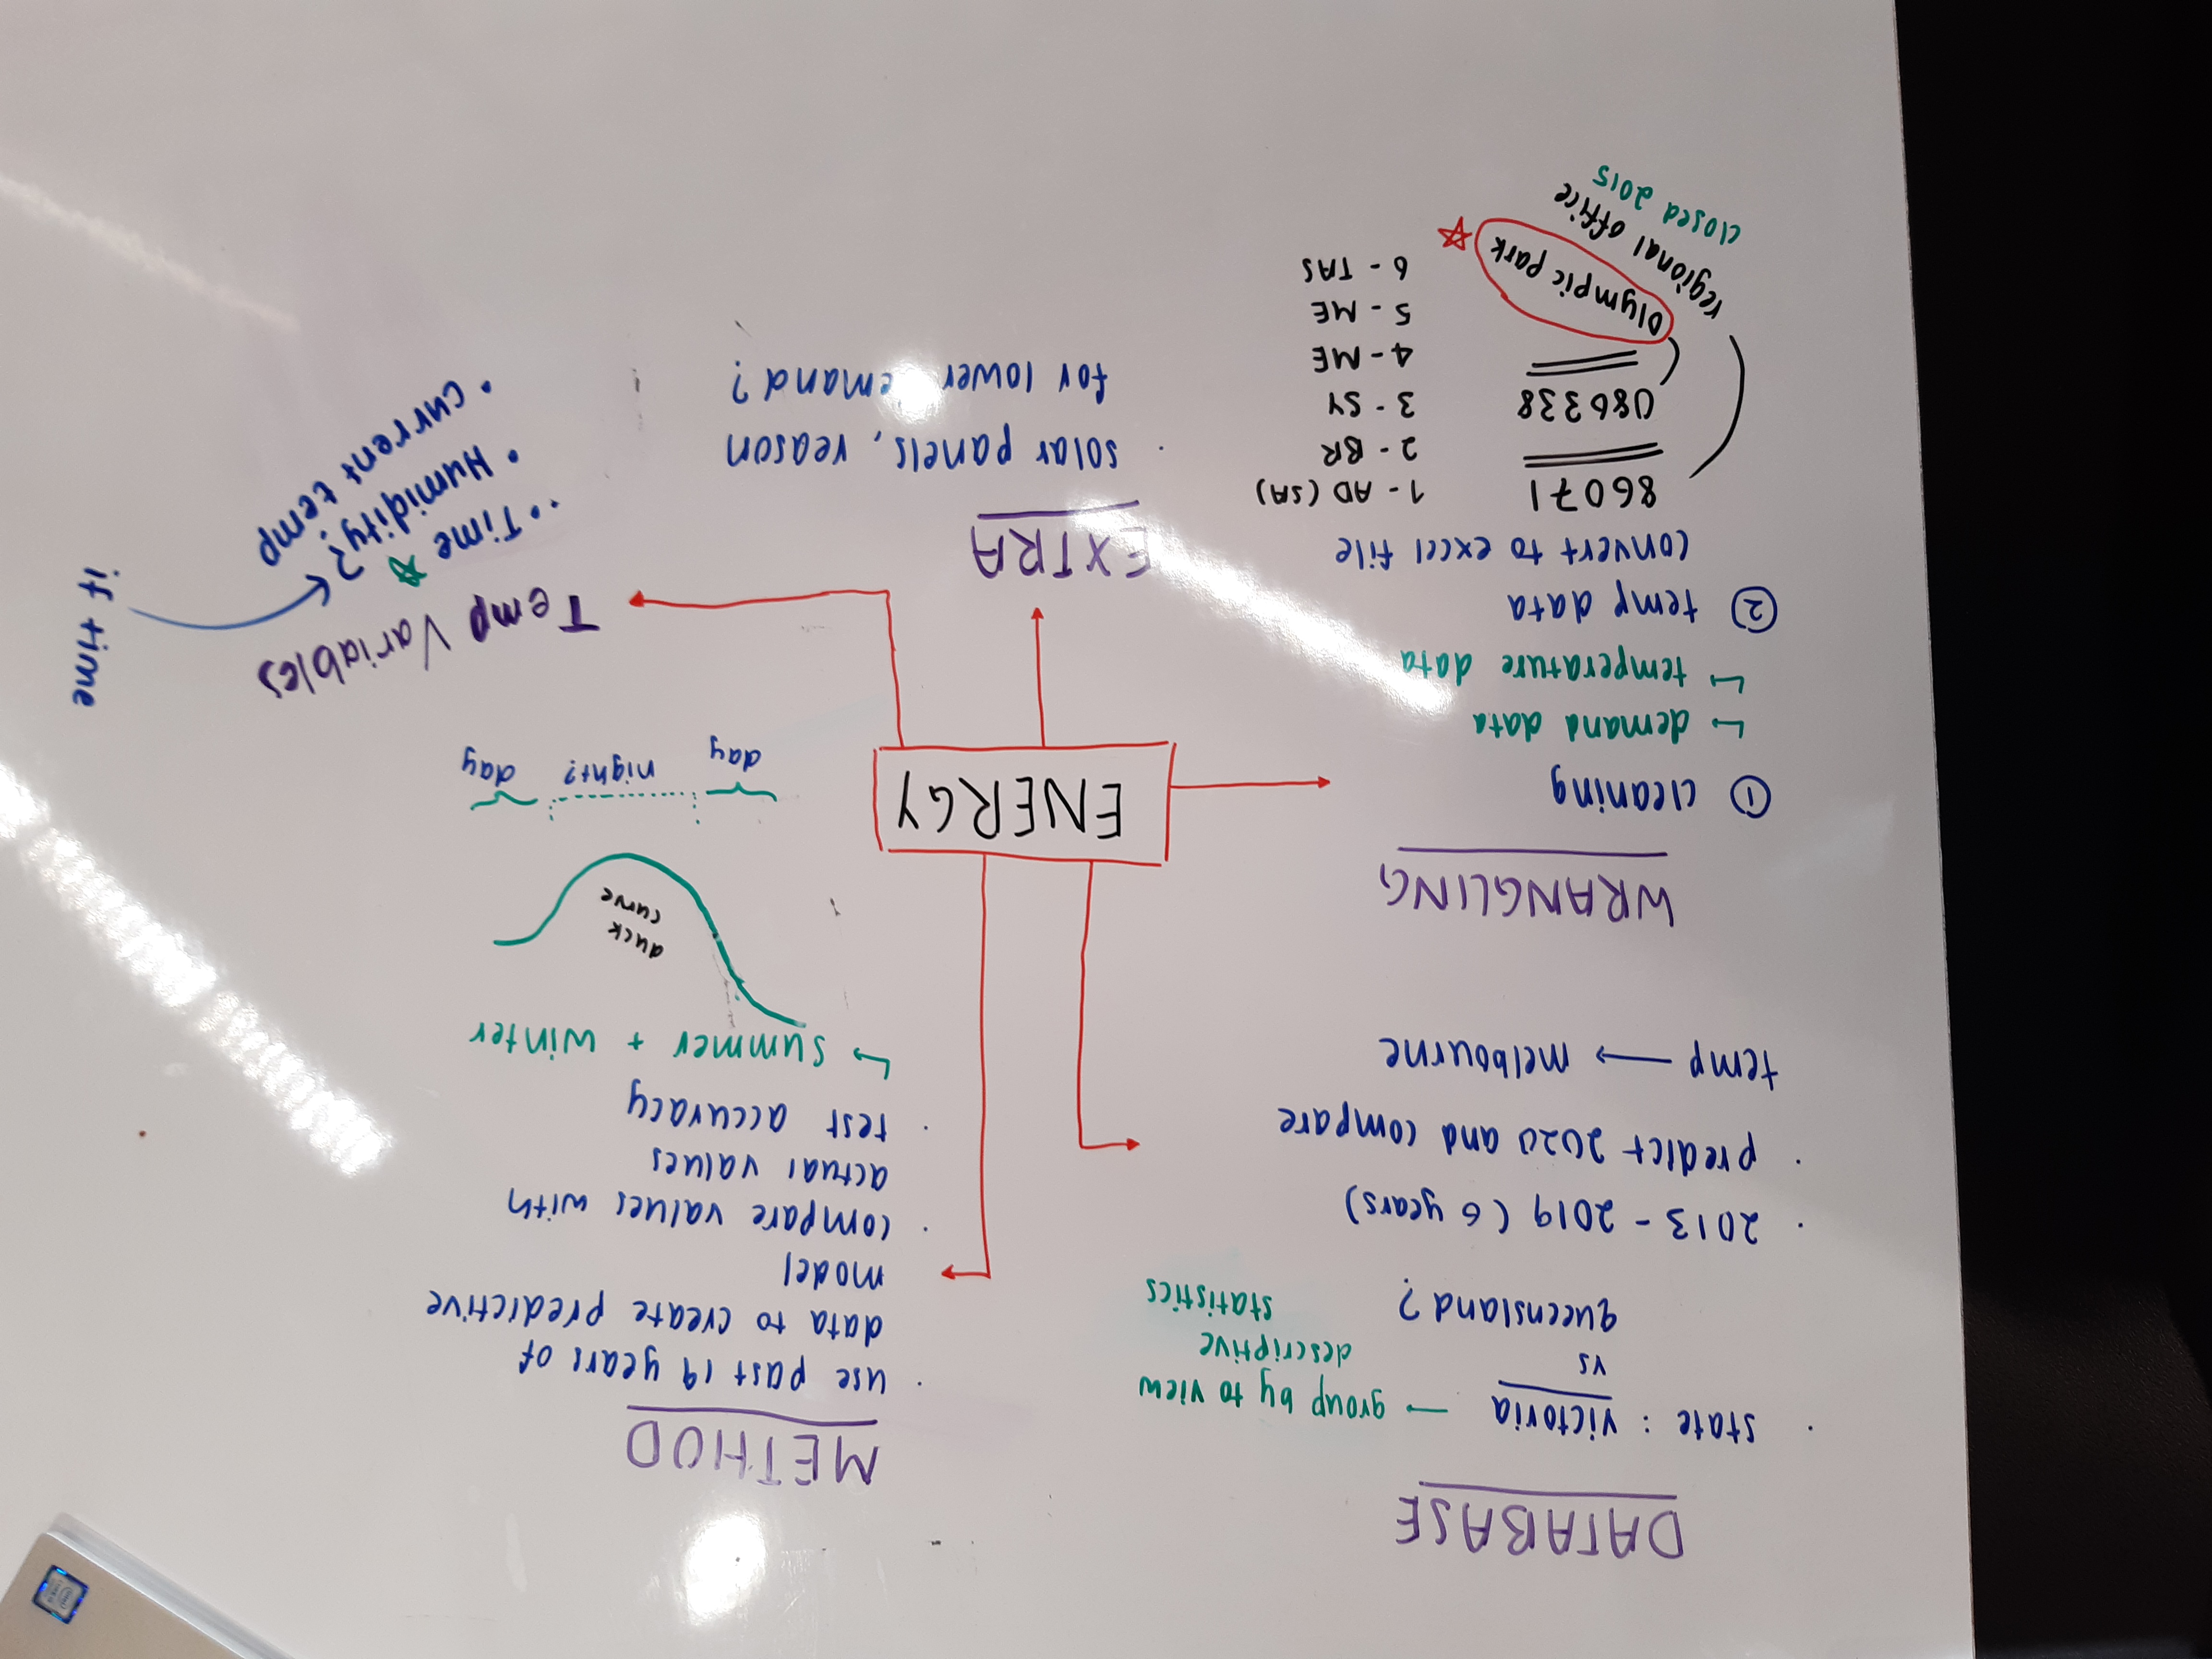 DATABASE
· state : victoria → group by to view
descriptive
statistics
vs
queensland?
· 2013 - 2019 (6 years)
· predict 2020 and compare
temp → melbourne
METHOD
· use past 19 years of
data to create predictive
model
· compare values with
actual values
· test accuracy
↳ summer + winter
duck
curve
day night? day
WRANGLING
① cleaning
↳ demand data
↳ temperature data
② temp data
convert to excel file
86071
086338
Olympic park
regional office
closed 2015
1 - AD (SA)
2 - BR
3 - SY
4 - ME
5 - ME
6 - TAS
ENERGY
EXTRA
· solar panels, reason
for lower demand?
Temp Variables
· Time
· Humidity?
· current temp
if time